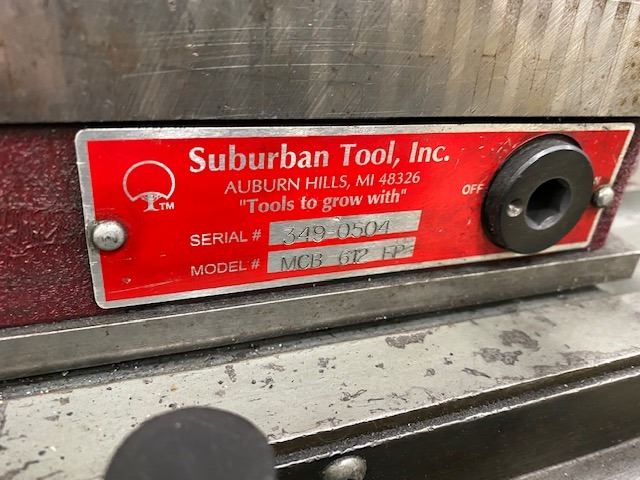 Suburban Tool, Inc.
AUBURN HILLS, MI 48326
"Tools to grow with"
TM
OFF
SERIAL # 349-0504
MODEL # MCB 612 FP